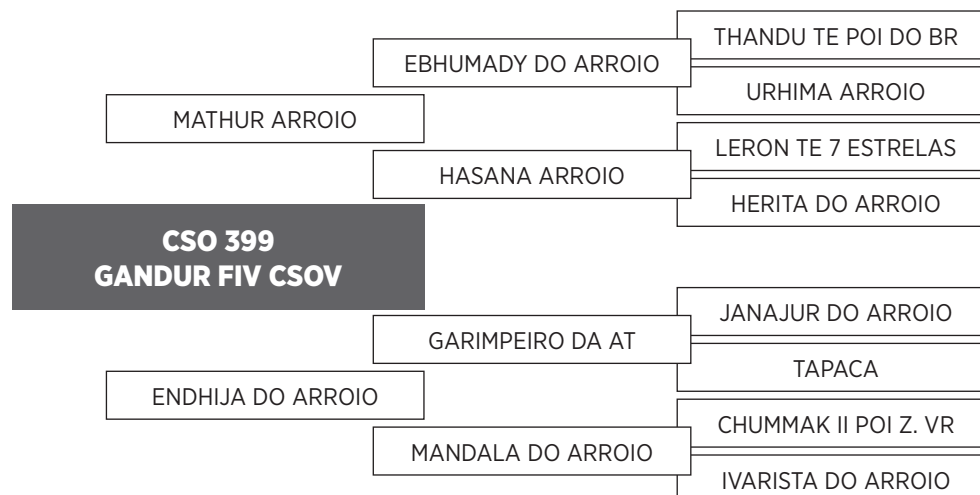 THANDU TE POI DO BR
EBHUMADY DO ARROIO
URHIMA ARROIO
MATHUR ARROIO
LERON TE 7 ESTRELAS
HASANA ARROIO
HERITA DO ARROIO
CSO 399
GANDUR FIV CSOV
JANAJUR DO ARROIO
GARIMPEIRO DA AT
TAPACA
ENDHIJA DO ARROIO
CHUMMAK II POI Z. VR
MANDALA DO ARROIO
IVARISTA DO ARROIO